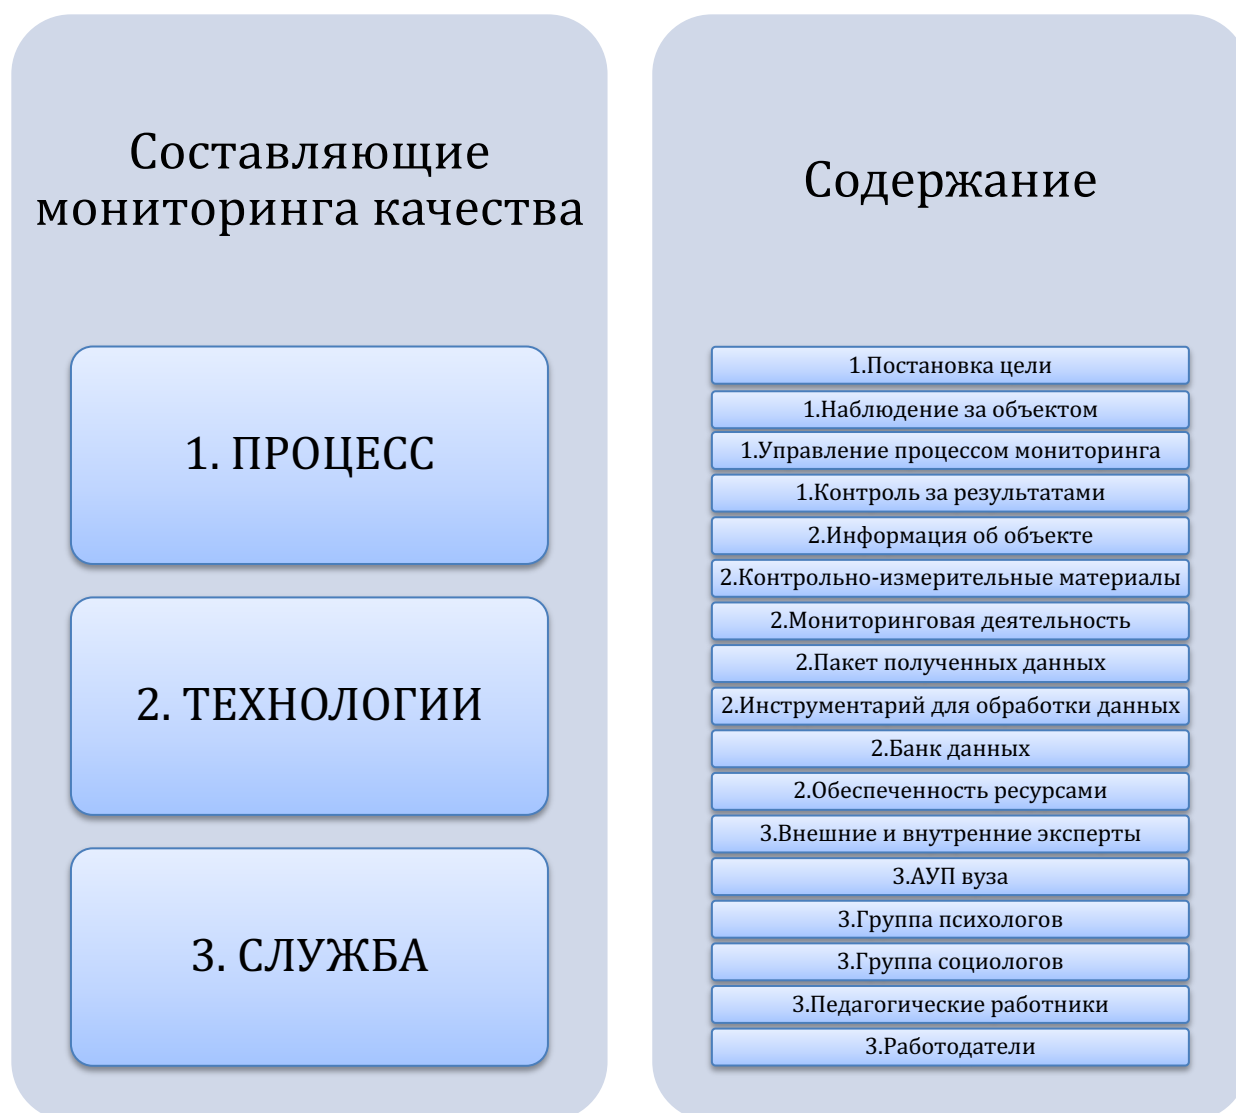 Составляющие
мониторинга качества
1. ПРОЦЕСС
2. ТЕХНОЛОГИИ
3. СЛУЖБА
Содержание
1.Постановка цели
1.Наблюдение за объектом
1.Управление процессом мониторинга
1.Контроль за результатами
2.Информация об объекте
2.Контрольно-измерительные материалы
2.Мониторинговая деятельность
2.Пакет полученных данных
2.Инструментарий для обработки данных
2.Банк данных
2.Обеспеченность ресурсами
3.Внешние и внутренние эксперты
3.АУП вуза
3.Группа психологов
3.Группа социологов
3.Педагогические работники
3.Работодатели